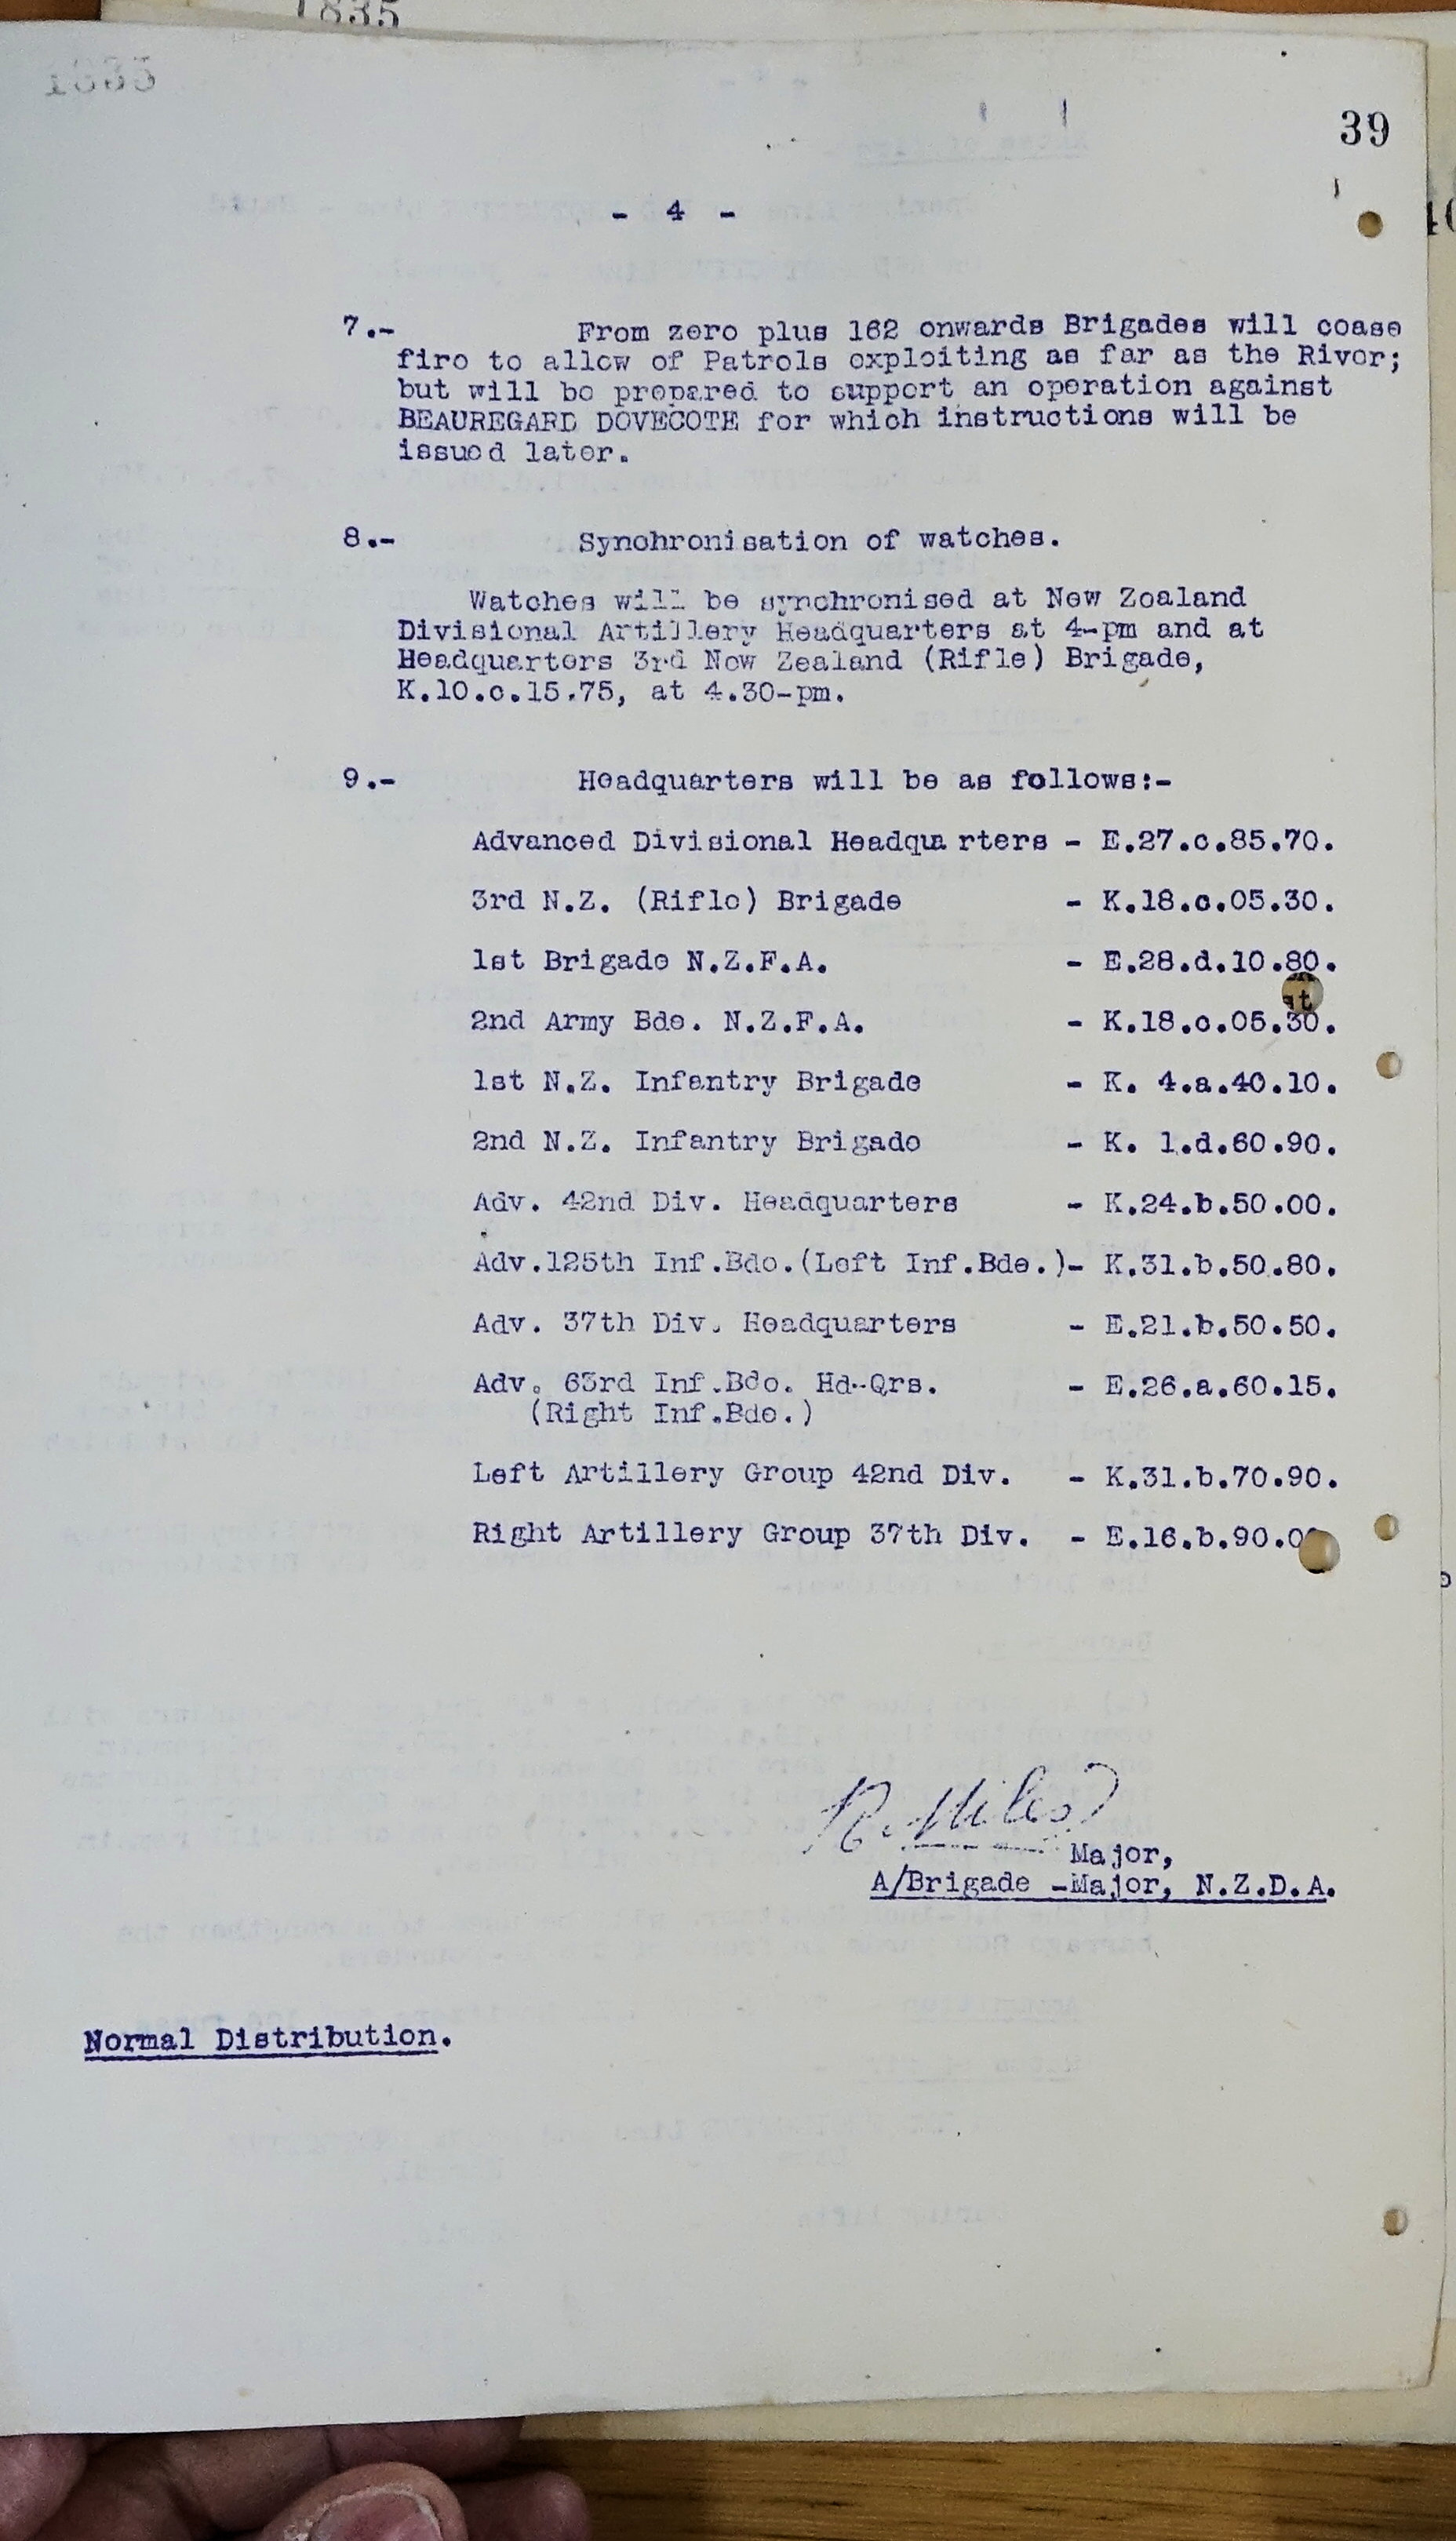 1835
39
- 4 -
7.- From zero plus 162 onwards Brigades will cease
fire to allow of Patrols exploiting as far as the River;
but will be prepared to support an operation against
BEAUREGARD DOVECOTE for which instructions will be
issued later.
8.- Synchronisation of watches.
Watches will be synchronised at New Zealand
Divisional Artillery Headquarters at 4-pm and at
Headquarters 3rd New Zealand (Rifle) Brigade,
K.10.c.15.75, at 4.30-pm.
9.- Headquarters will be as follows:-
Advanced Divisional Headqua rters - E.27.c.85.70.
3rd N.Z. (Rifle) Brigade - K.18.c.05.30.
1st Brigade N.Z.F.A. - E.28.d.10.80.
2nd Army Bde. N.Z.F.A. - K.18.c.05.30.
1st N.Z. Infantry Brigade - K. 4.a.40.10.
2nd N.Z. Infantry Brigade - K. 1.d.60.90.
Adv. 42nd Div. Headquarters - K.24.b.50.00.
Adv.125th Inf.Bde.(Left Inf.Bde.)- K.31.b.50.80.
Adv. 37th Div. Headquarters - E.21.b.50.50.
Adv. 63rd Inf.Bde. Hd-Qrs. - E.26.a.60.15.
(Right Inf.Bde.)
Left Artillery Group 42nd Div. - K.31.b.70.90.
Right Artillery Group 37th Div. - E.16.b.90.0
R. Miles
Major,
A/Brigade -Major, N.Z.D.A.
Normal Distribution.